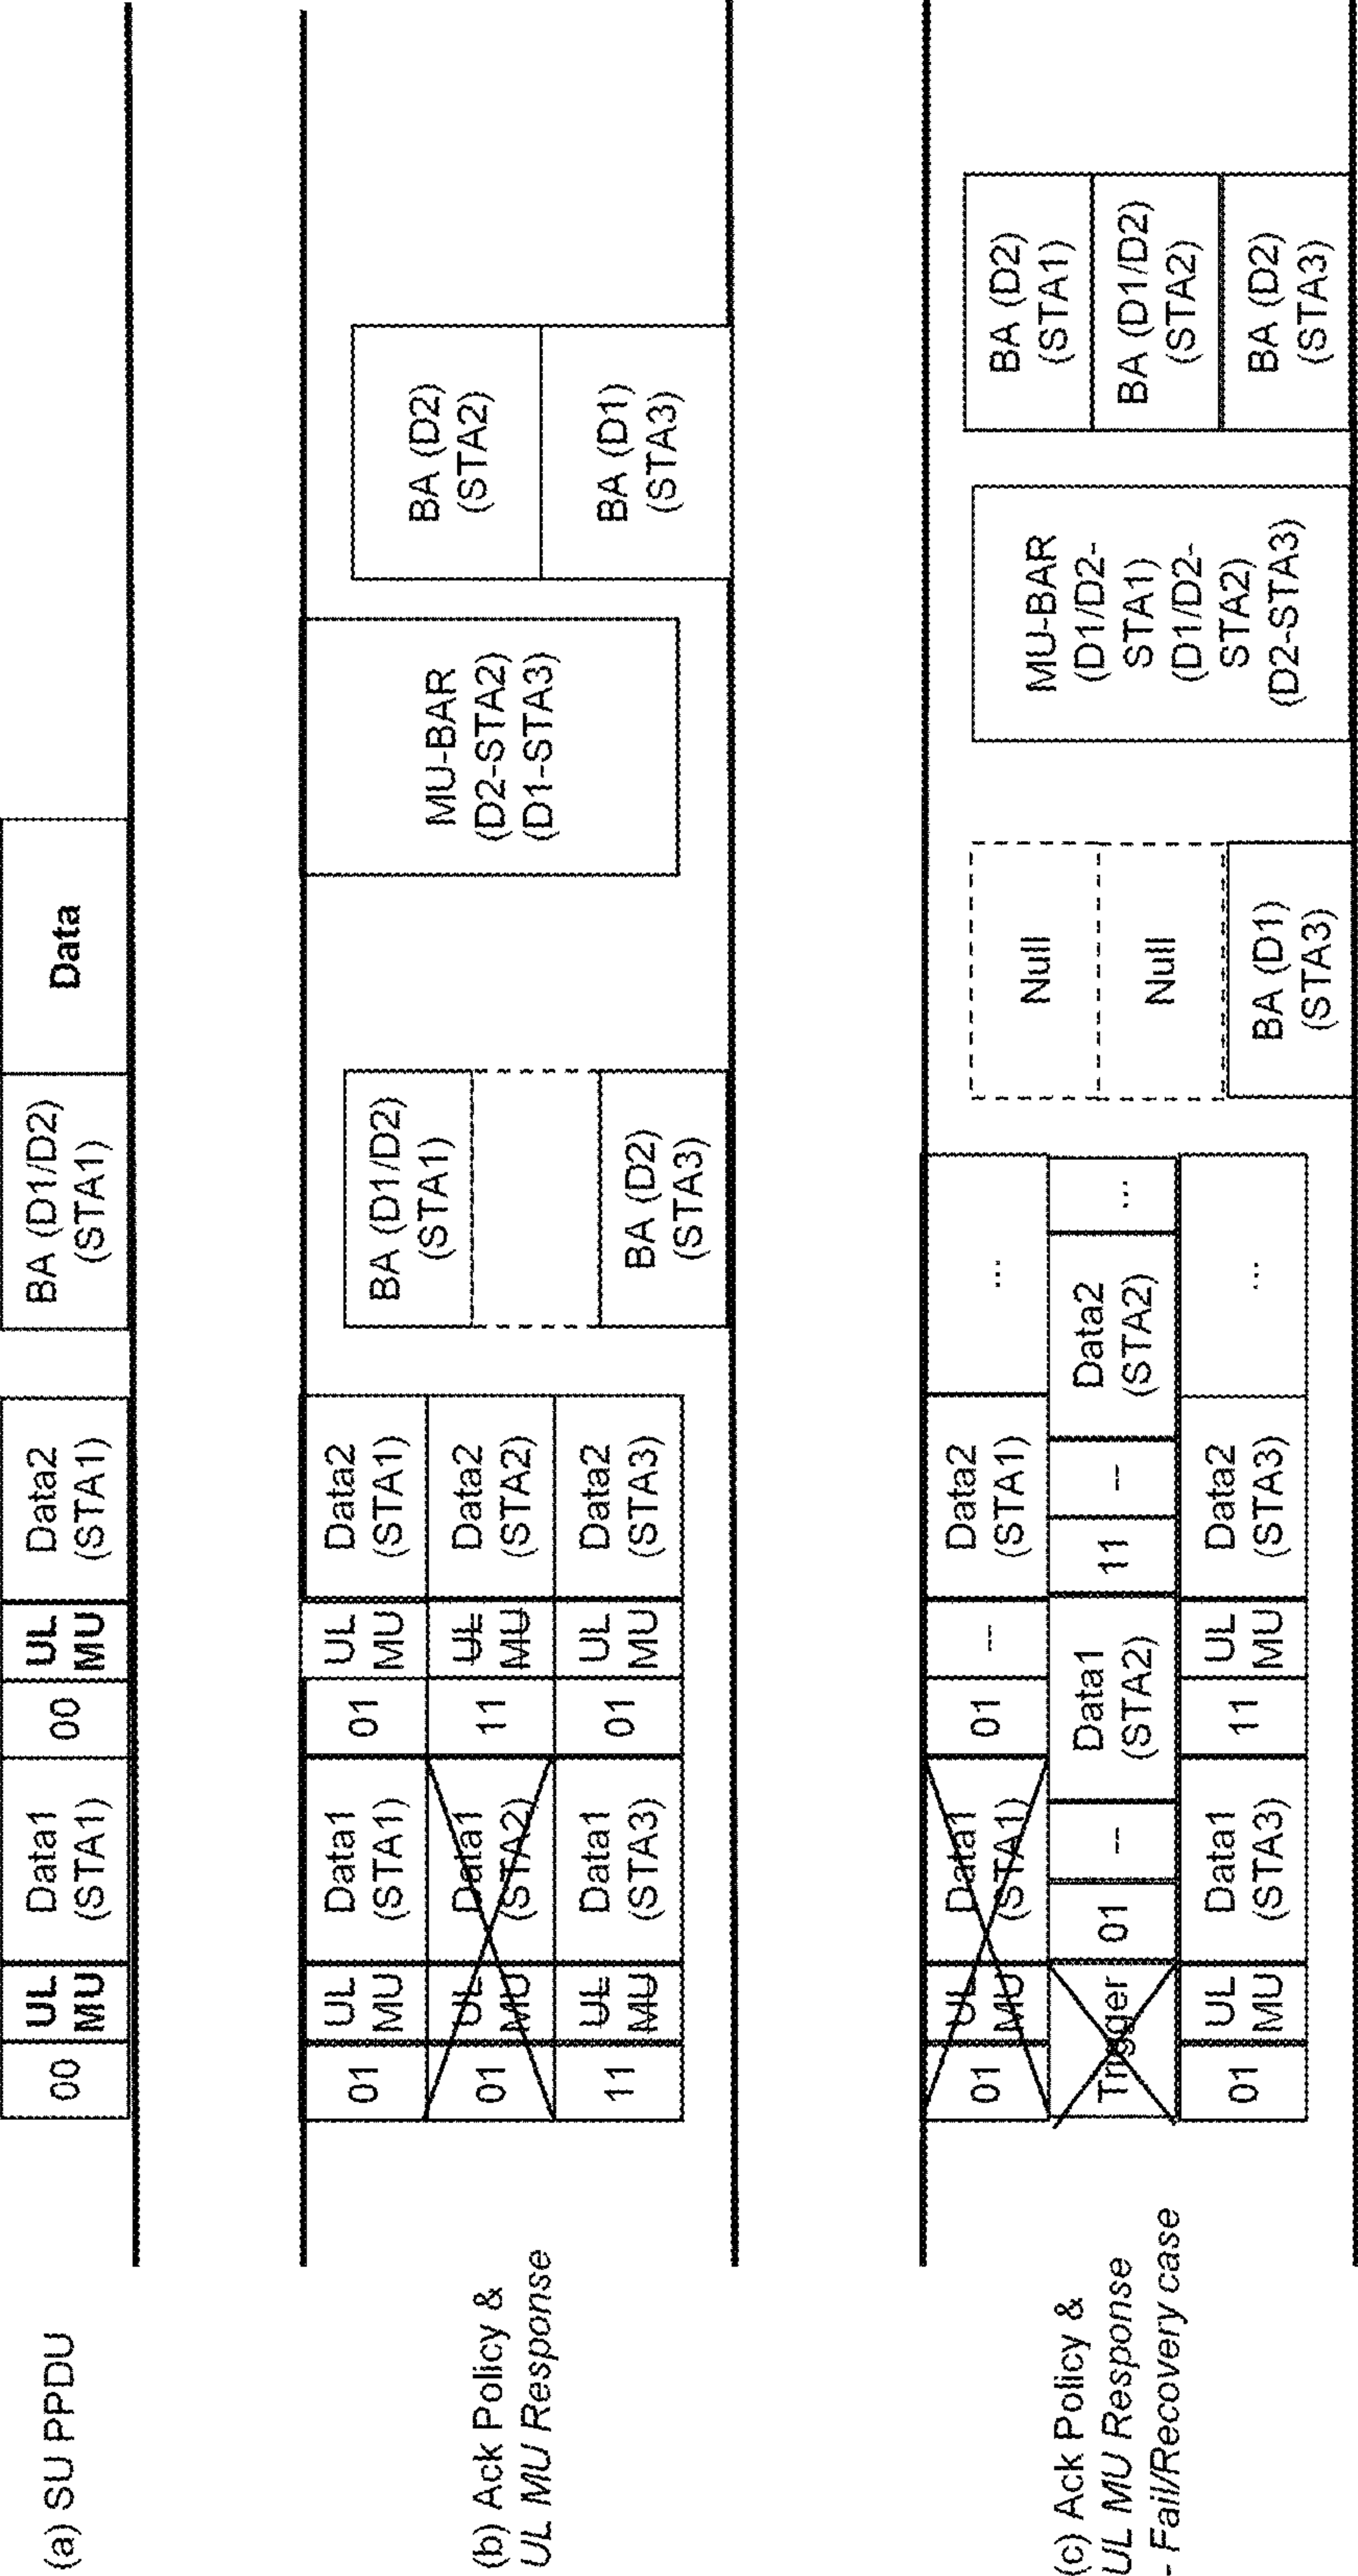 (a) SU PPDU
00
UL
MU
Data1
(STA1)
00
UL
MU
Data2
(STA1)
BA (D1/D2)
(STA1)
Data
(b) Ack Policy &
UL MU Response
01
UL
MU
Data1
(STA1)
01
UL
MU
Data2
(STA1)
01
UL
MU
Data1
(STA2)
11
UL
MU
Data2
(STA2)
11
UL
MU
Data1
(STA3)
01
UL
MU
Data2
(STA3)
BA (D1/D2)
(STA1)
BA (D2)
(STA3)
MU-BAR
(D2-STA2)
(D1-STA3)
BA (D2)
(STA2)
BA (D1)
(STA3)
(c) Ack Policy &
UL MU Response
- Fail/Recovery case
01
UL
MU
Data1
(STA1)
01
--
Data2
(STA1)
...
Trigger
01
--
Data1
(STA2)
11
--
Data2
(STA2)
...
01
UL
MU
Data1
(STA3)
11
UL
MU
Data2
(STA3)
...
Null
Null
BA (D1)
(STA3)
MU-BAR
(D1/D2-
STA1)
(D1/D2-
STA2)
(D2-STA3)
BA (D2)
(STA1)
BA (D1/D2)
(STA2)
BA (D2)
(STA3)